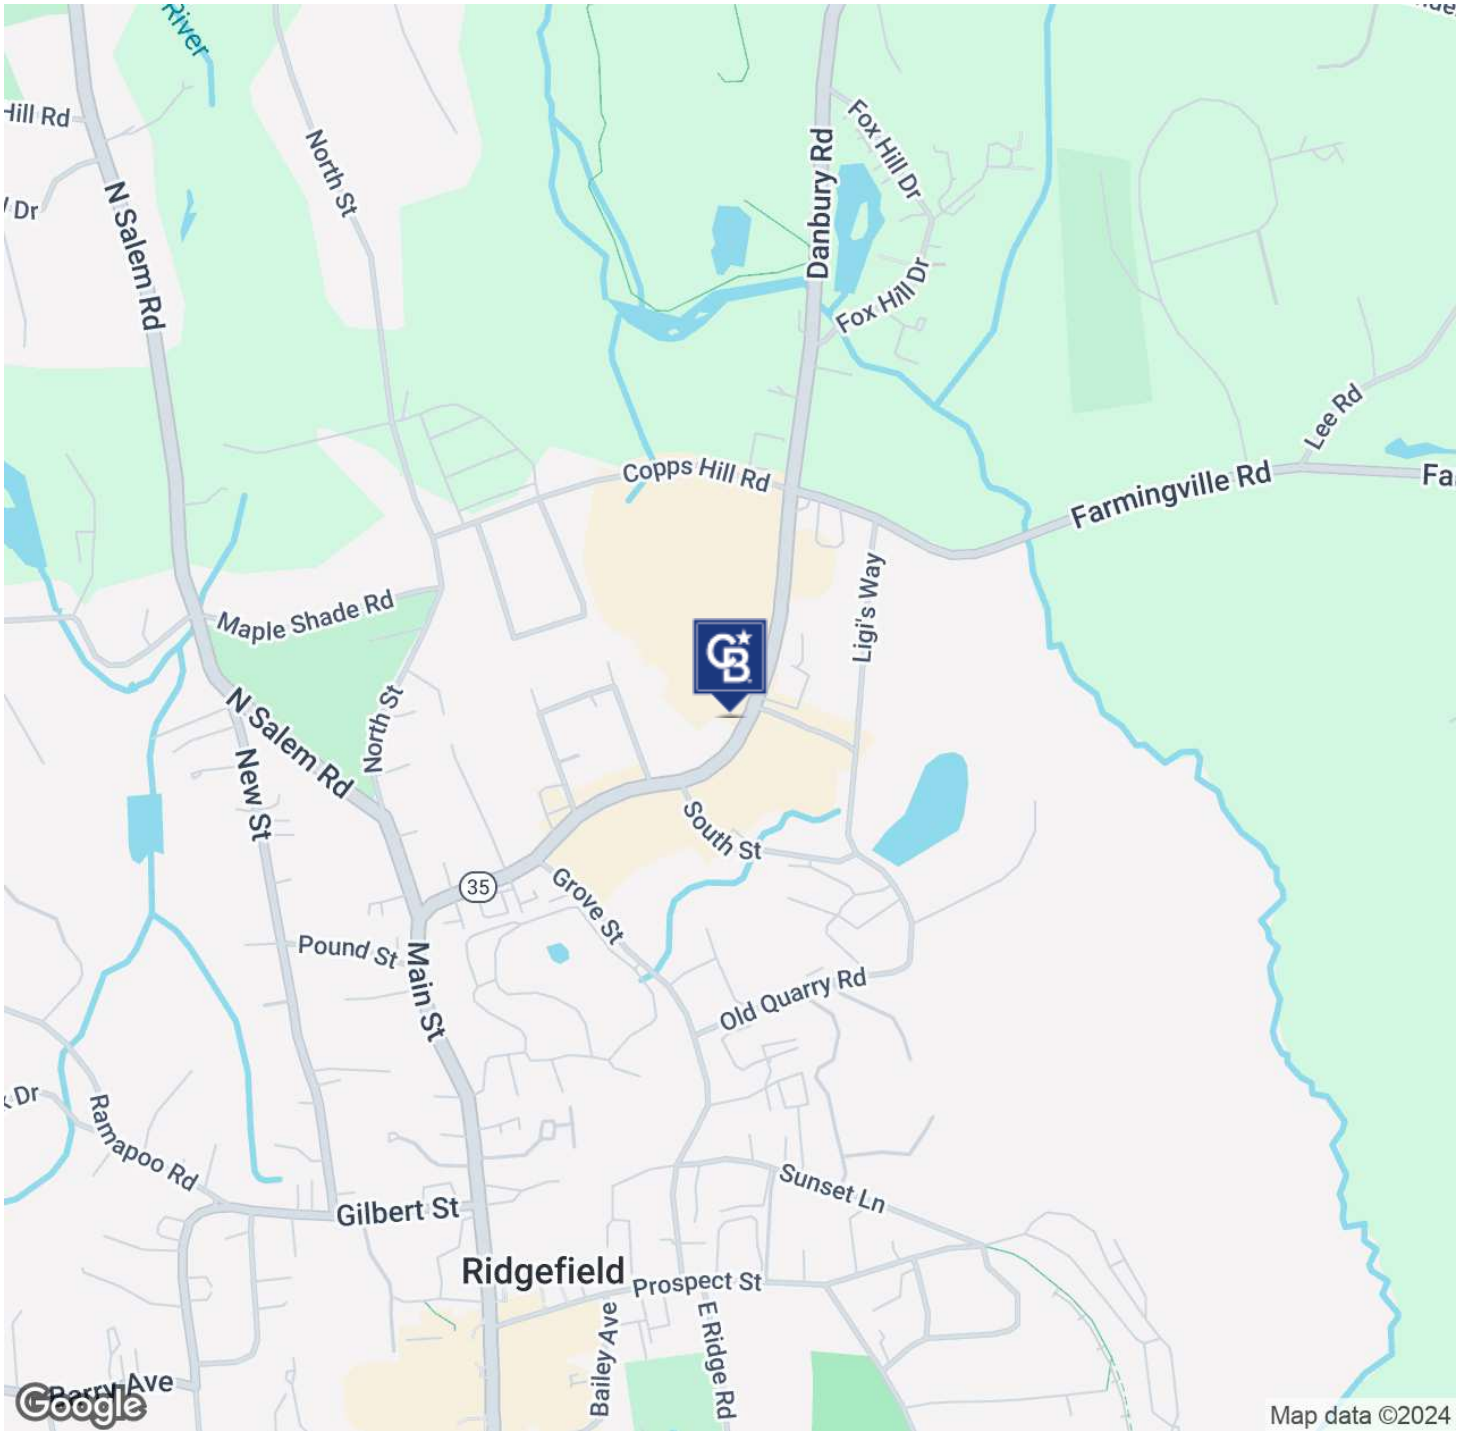 River
Hill Rd
Dr
N Salem Rd
North St
Danbury Rd
Fox Hill Dr
Fox Hill Dr
Lee Rd
Copps Hill Rd
Farmingville Rd
Fa
Maple Shade Rd
Ligi's Way
CB
N Salem Rd
North St
New St
South St
35
Grove St
Pound St
Main St
Old Quarry Rd
Dr
Ramapoo Rd
Sunset Ln
Gilbert St
Ridgefield
Prospect St
Bailey Ave
E Ridge Rd
Barry Ave
Google
Map data ©2024